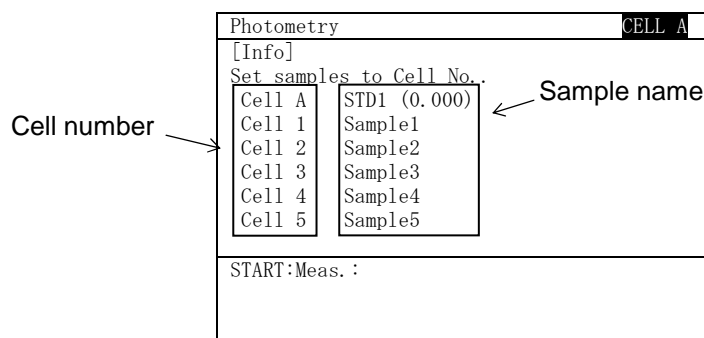 Photometry CELL A
[Info]
Set samples to Cell No..
Cell A STD1 (0.000)
Cell 1 Sample1
Cell 2 Sample2
Cell 3 Sample3
Cell 4 Sample4
Cell 5 Sample5
START:Meas.:
Cell number
Sample name